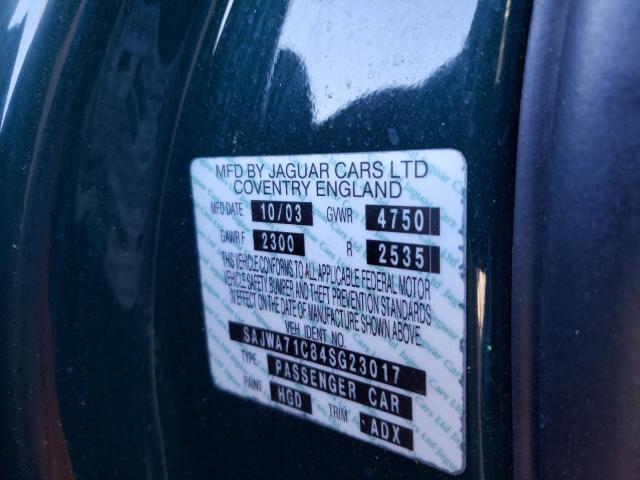 MFD BY JAGUAR CARS LTD
COVENTRY ENGLAND
MFD DATE 10/03 GVWR 4750
GAWR F 2300 R 2535
THIS VEHICLE CONFORMS TO ALL APPLICABLE FEDERAL MOTOR
VEHICLE SAFETY, BUMPER AND THEFT PREVENTION STANDARDS
IN EFFECT ON THE DATE OF MANUFACTURE SHOWN ABOVE.
VEH IDENT NO.
SAJWA71C84SG23017
TYPE: PASSENGER CAR
PAINT HGD TRIM ADX